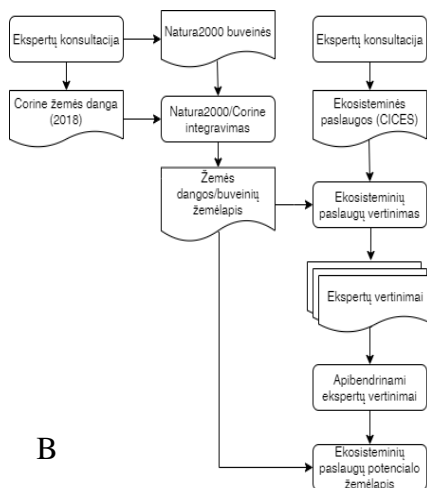 Ekspertų konsultacija
Natura2000 buveinės
Ekspertų konsultacija
Corine žemės danga
(2018)
Natura2000/Corine
integravimas
Ekosisteminės
paslaugos (CICES)
Žemės
dangos/buveinių
žemėlapis
Ekosisteminių
paslaugų vertinimas
Ekspertų vertinimai
Apibendrinami
ekspertų vertinimai
B
Ekosisteminių
paslaugų potencialo
žemėlapis